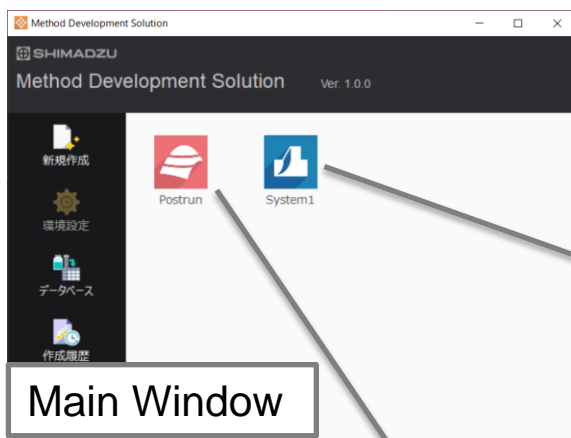 Method Development Solution
SHIMADZU
Method Development Solution Ver. 1.0.0
新規作成
Postrun System1
環境設定
データベース
作成履歴
Main Window